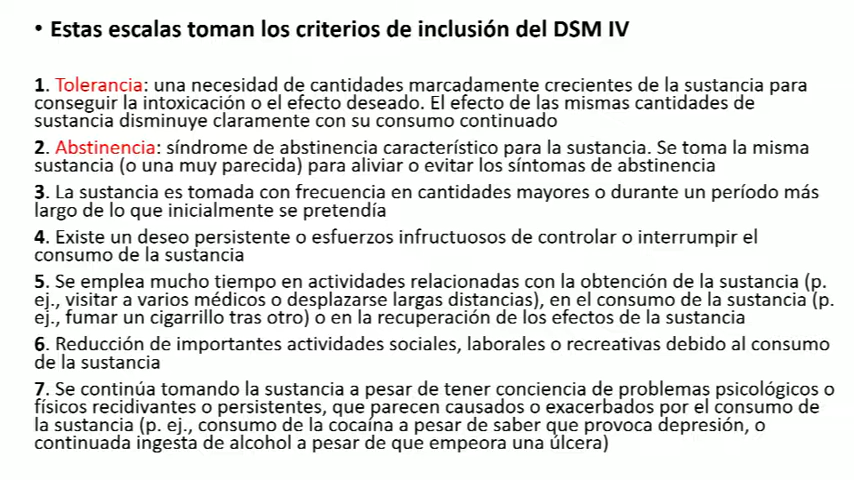 • Estas escalas toman los criterios de inclusión del DSM IV
1. Tolerancia: una necesidad de cantidades marcadamente crecientes de la sustancia para
conseguir la intoxicación o el efecto deseado. El efecto de las mismas cantidades de
sustancia disminuye claramente con su consumo continuado
2. Abstinencia: síndrome de abstinencia característico para la sustancia. Se toma la misma
sustancia (o una muy parecida) para aliviar o evitar los síntomas de abstinencia
3. La sustancia es tomada con frecuencia en cantidades mayores o durante un período más
largo de lo que inicialmente se pretendía
4. Existe un deseo persistente o esfuerzos infructuosos de controlar o interrumpir el
consumo de la sustancia
5. Se emplea mucho tiempo en actividades relacionadas con la obtención de la sustancia (p.
ej., visitar a varios médicos o desplazarse largas distancias), en el consumo de la sustancia (p.
ej., fumar un cigarrillo tras otro) o en la recuperación de los efectos de la sustancia
6. Reducción de importantes actividades sociales, laborales o recreativas debido al consumo
de la sustancia
7. Se continúa tomando la sustancia a pesar de tener conciencia de problemas psicológicos o
físicos recidivantes o persistentes, que parecen causados o exacerbados por el consumo de
la sustancia (p. ej., consumo de la cocaína a pesar de saber que provoca depresión, o
continuada ingesta de alcohol a pesar de que empeora una úlcera)